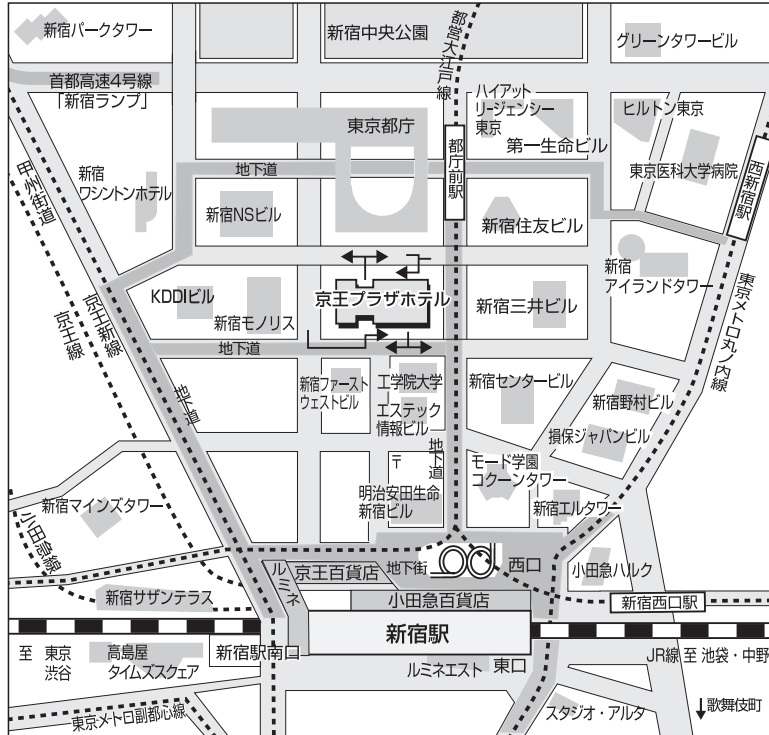 新宿パークタワー
新宿中央公園
都営大江戸線
グリーンタワービル
首都高速4号線
「新宿ランプ」
ハイアット
リージェンシー
東京
ヒルトン東京
東京都庁
都庁前駅
第一生命ビル
地下道
東京医科大学病院
西新宿駅
甲州街道
新宿
ワシントンホテル
新宿NSビル
新宿住友ビル
新宿
アイランドタワー
KDDIビル
京王プラザホテル
新宿三井ビル
新宿モノリス
京王新線
京王線
地下道
東京メトロ丸ノ内線
新宿ファースト
ウェストビル
工学院大学
新宿センタービル
地下道
エステック
情報ビル
新宿野村ビル
地下道
損保ジャパンビル
〒
モード学園
コクーンタワー
明治安田生命
新宿ビル
新宿マインズタワー
新宿エルタワー
小田急線
ルミネ
京王百貨店
地下街
西口
小田急ハルク
新宿サザンテラス
小田急百貨店
新宿西口駅
新宿駅
至 東京
渋谷
高島屋
タイムズスクェア
新宿駅南口
ルミネエスト
東口
JR線 至 池袋・中野
東京メトロ副都心線
スタジオ・アルタ
↓歌舞伎町